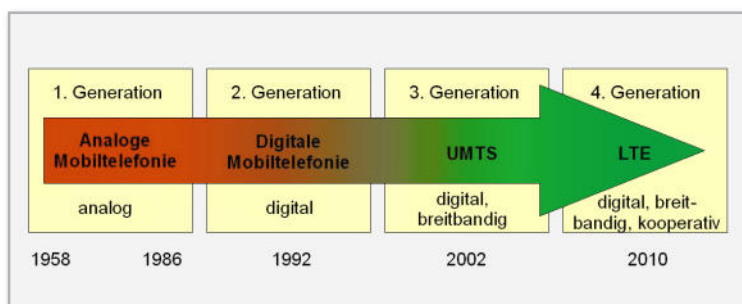 1. Generation
2. Generation
3. Generation
4. Generation
Analoge
Mobiltelefonie
Digitale
Mobiltelefonie
UMTS
LTE
analog
digital
digital,
breitbandig
digital, breit-
bandig, kooperativ
1958
1986
1992
2002
2010